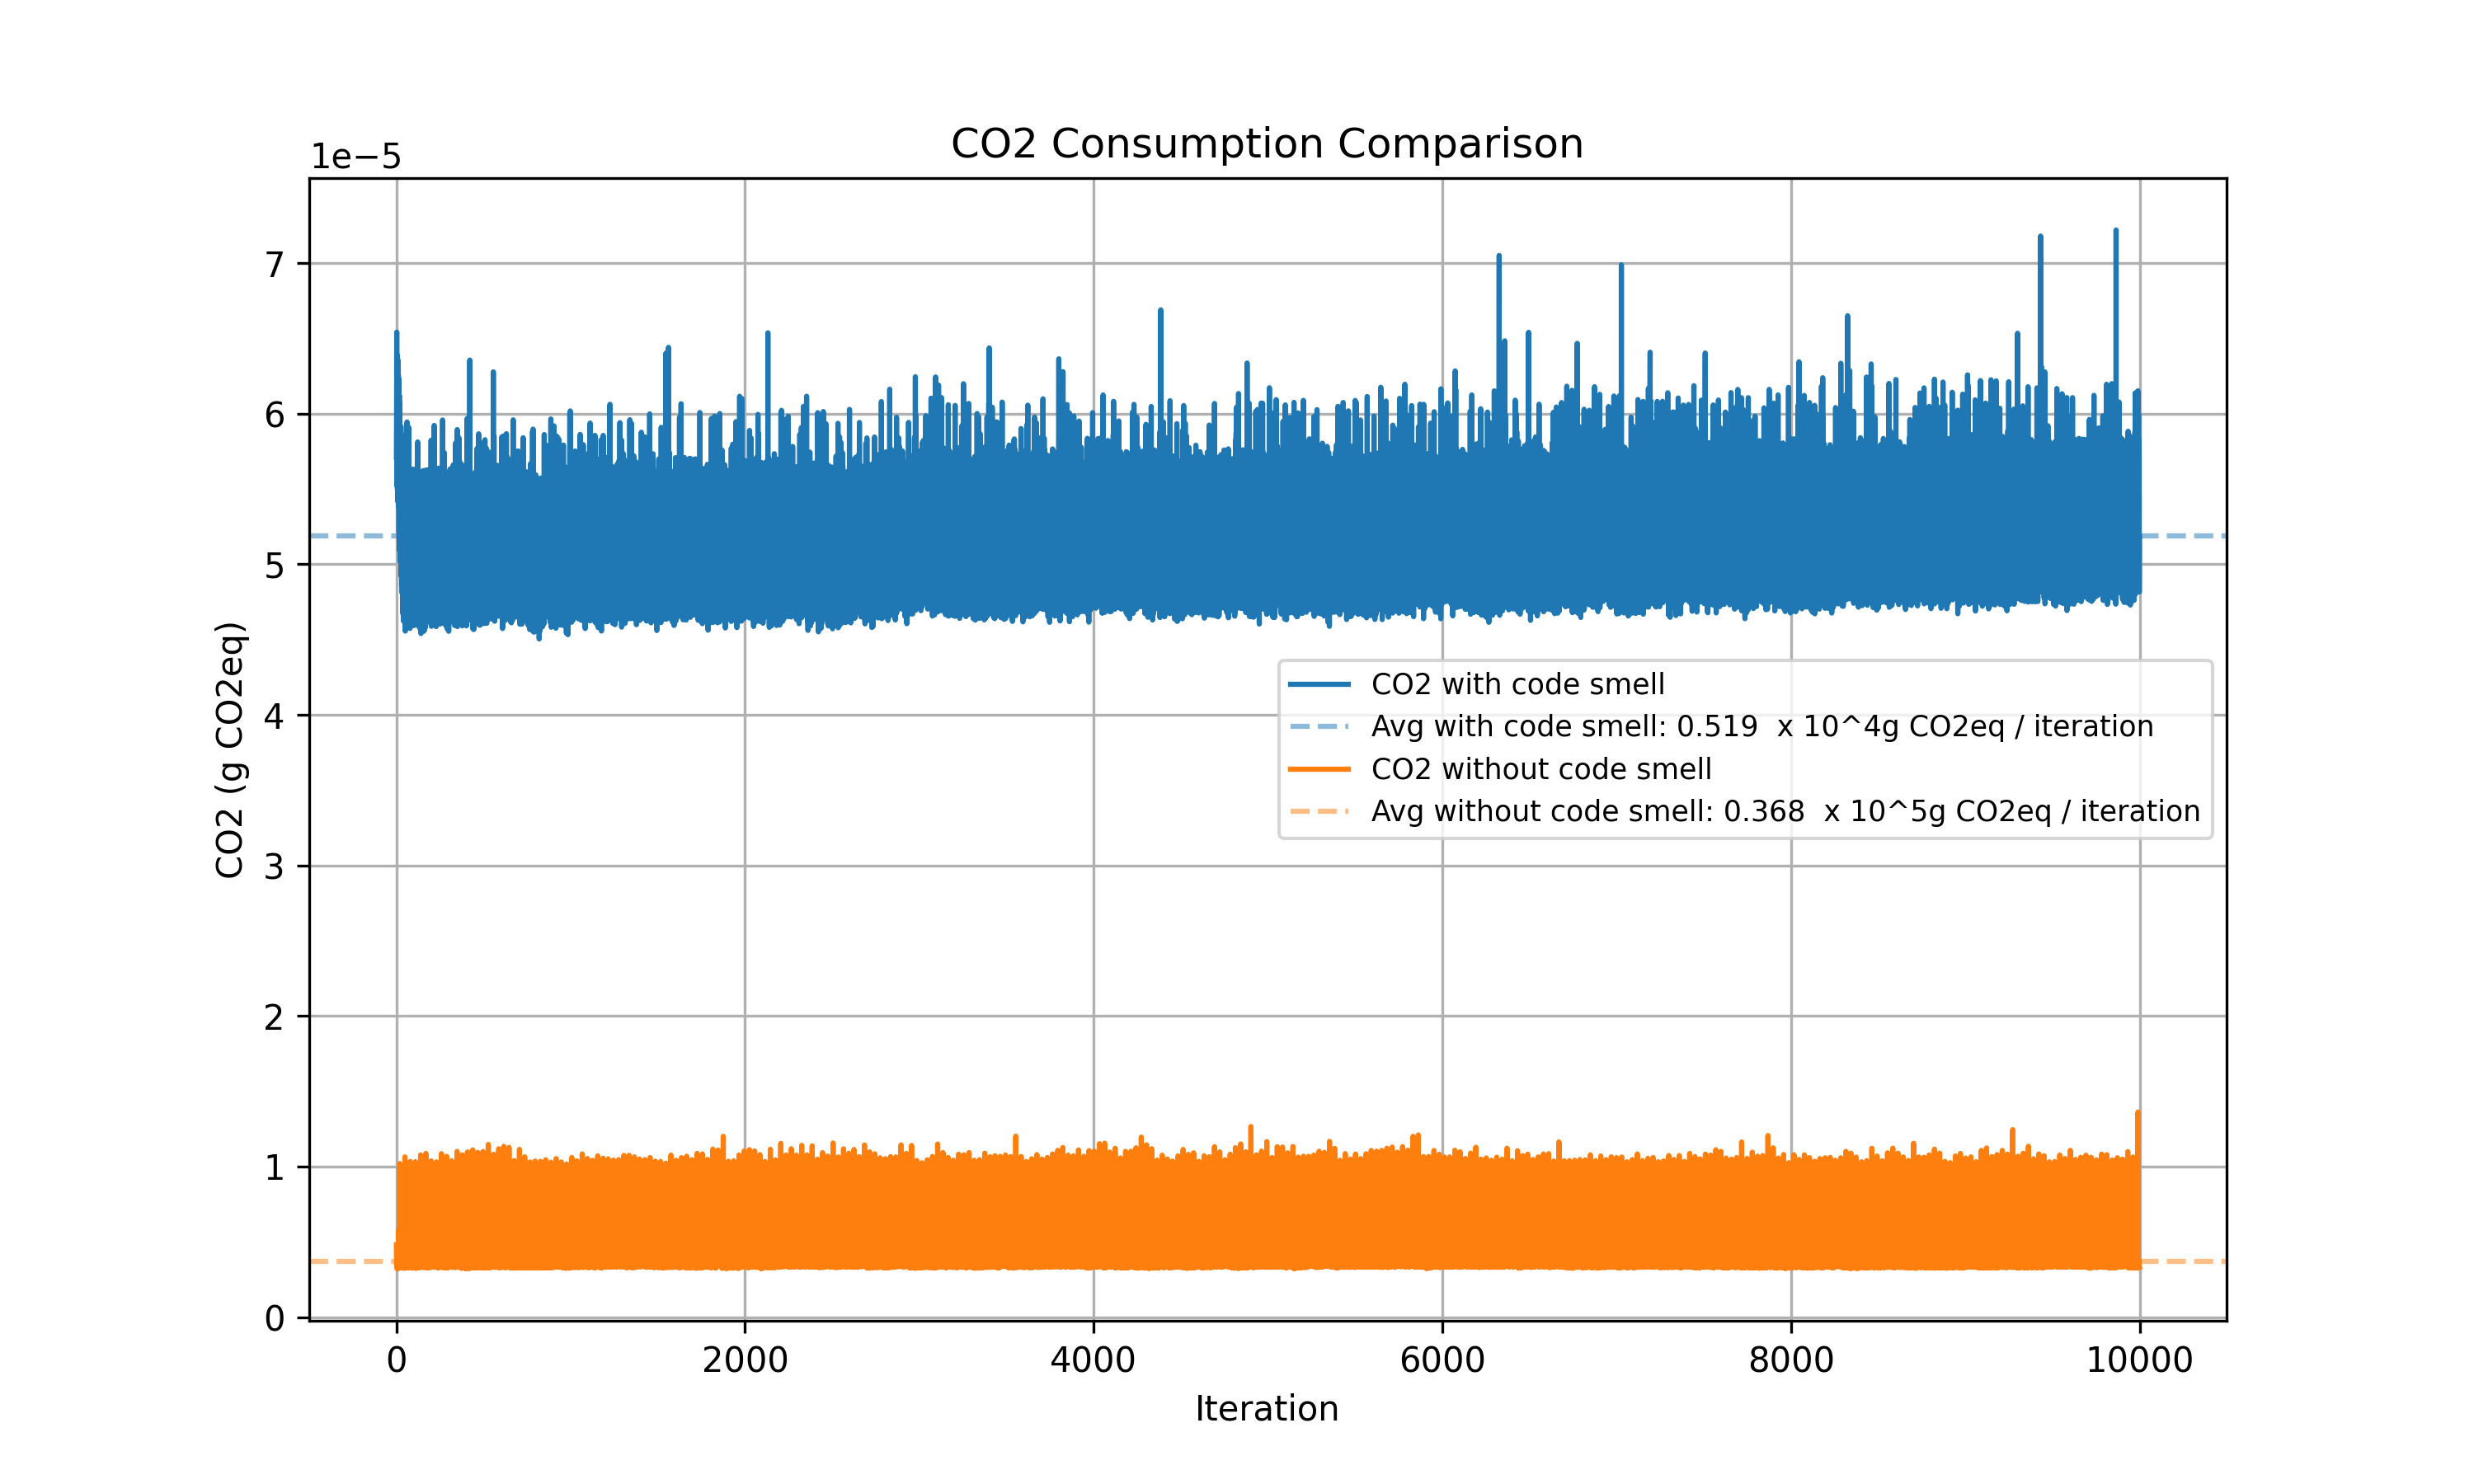 CO2 Consumption Comparison
1e−5
7
6
5
4
3
2
1
0
CO2 (g CO2eq)
CO2 with code smell
Avg with code smell: 0.519  x 10^4g CO2eq / iteration
CO2 without code smell
Avg without code smell: 0.368  x 10^5g CO2eq / iteration
0 2000 4000 6000 8000 10000
Iteration